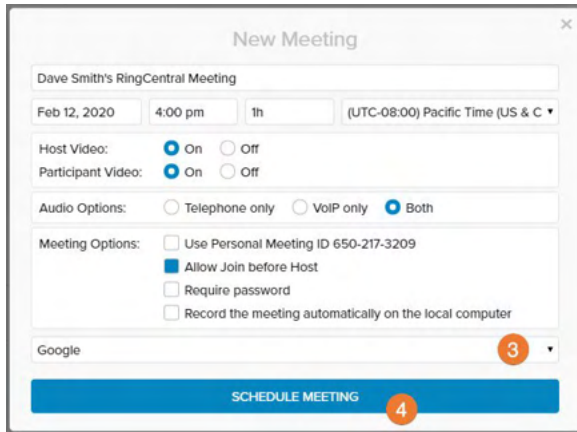 ×
New Meeting
Dave Smith's RingCentral Meeting
Feb 12, 2020 4:00 pm 1h (UTC-08:00) Pacific Time (US & C
Host Video: On Off
Participant Video: On Off
Audio Options: Telephone only VoIP only Both
Meeting Options: Use Personal Meeting ID 650-217-3209
Allow Join before Host
Require password
Record the meeting automatically on the local computer
Google 3
SCHEDULE MEETING 4